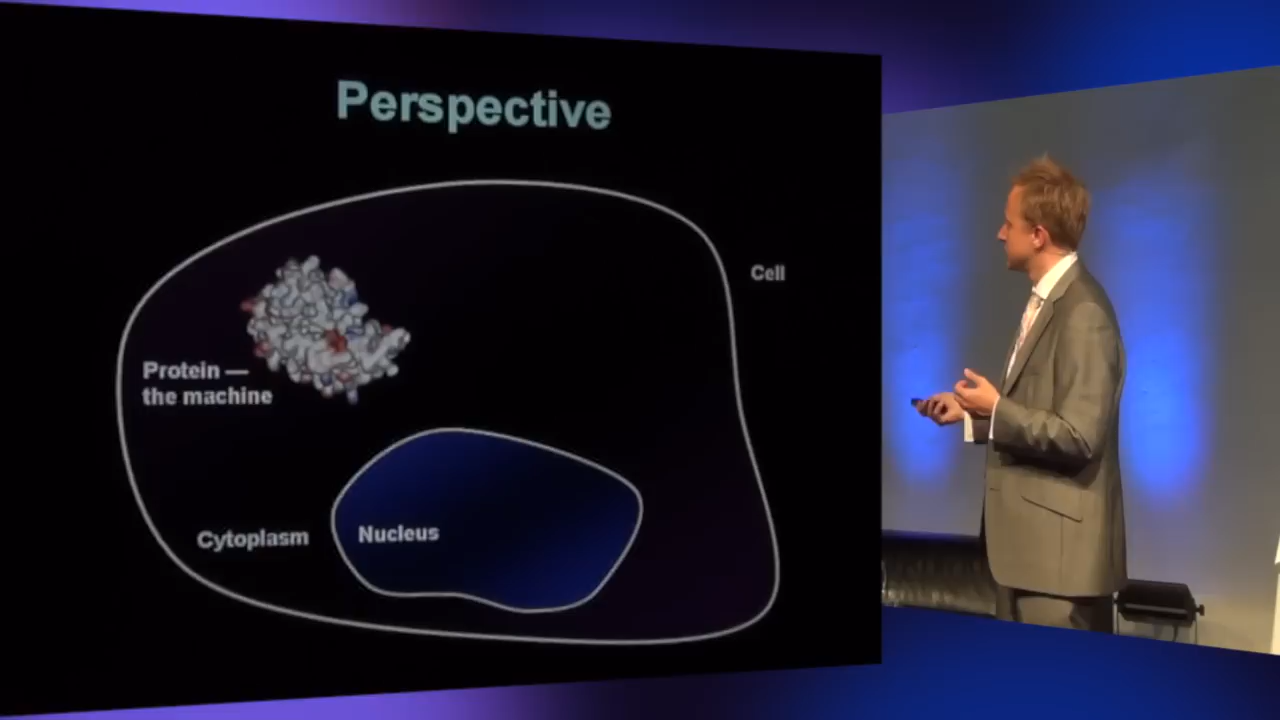 Perspective
Cell
Protein —
the machine
Cytoplasm
Nucleus